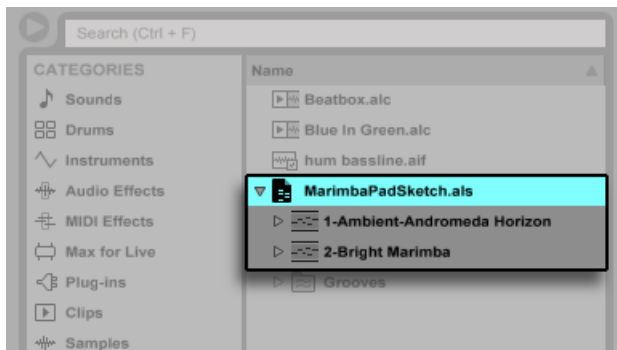 Search (Ctrl + F)
CATEGORIES
Sounds
Drums
Instruments
Audio Effects
MIDI Effects
Max for Live
Plug-ins
Clips
Samples
Name
Beatbox.alc
Blue In Green.alc
hum bassline.aif
MarimbaPadSketch.als
1-Ambient-Andromeda Horizon
2-Bright Marimba
Grooves